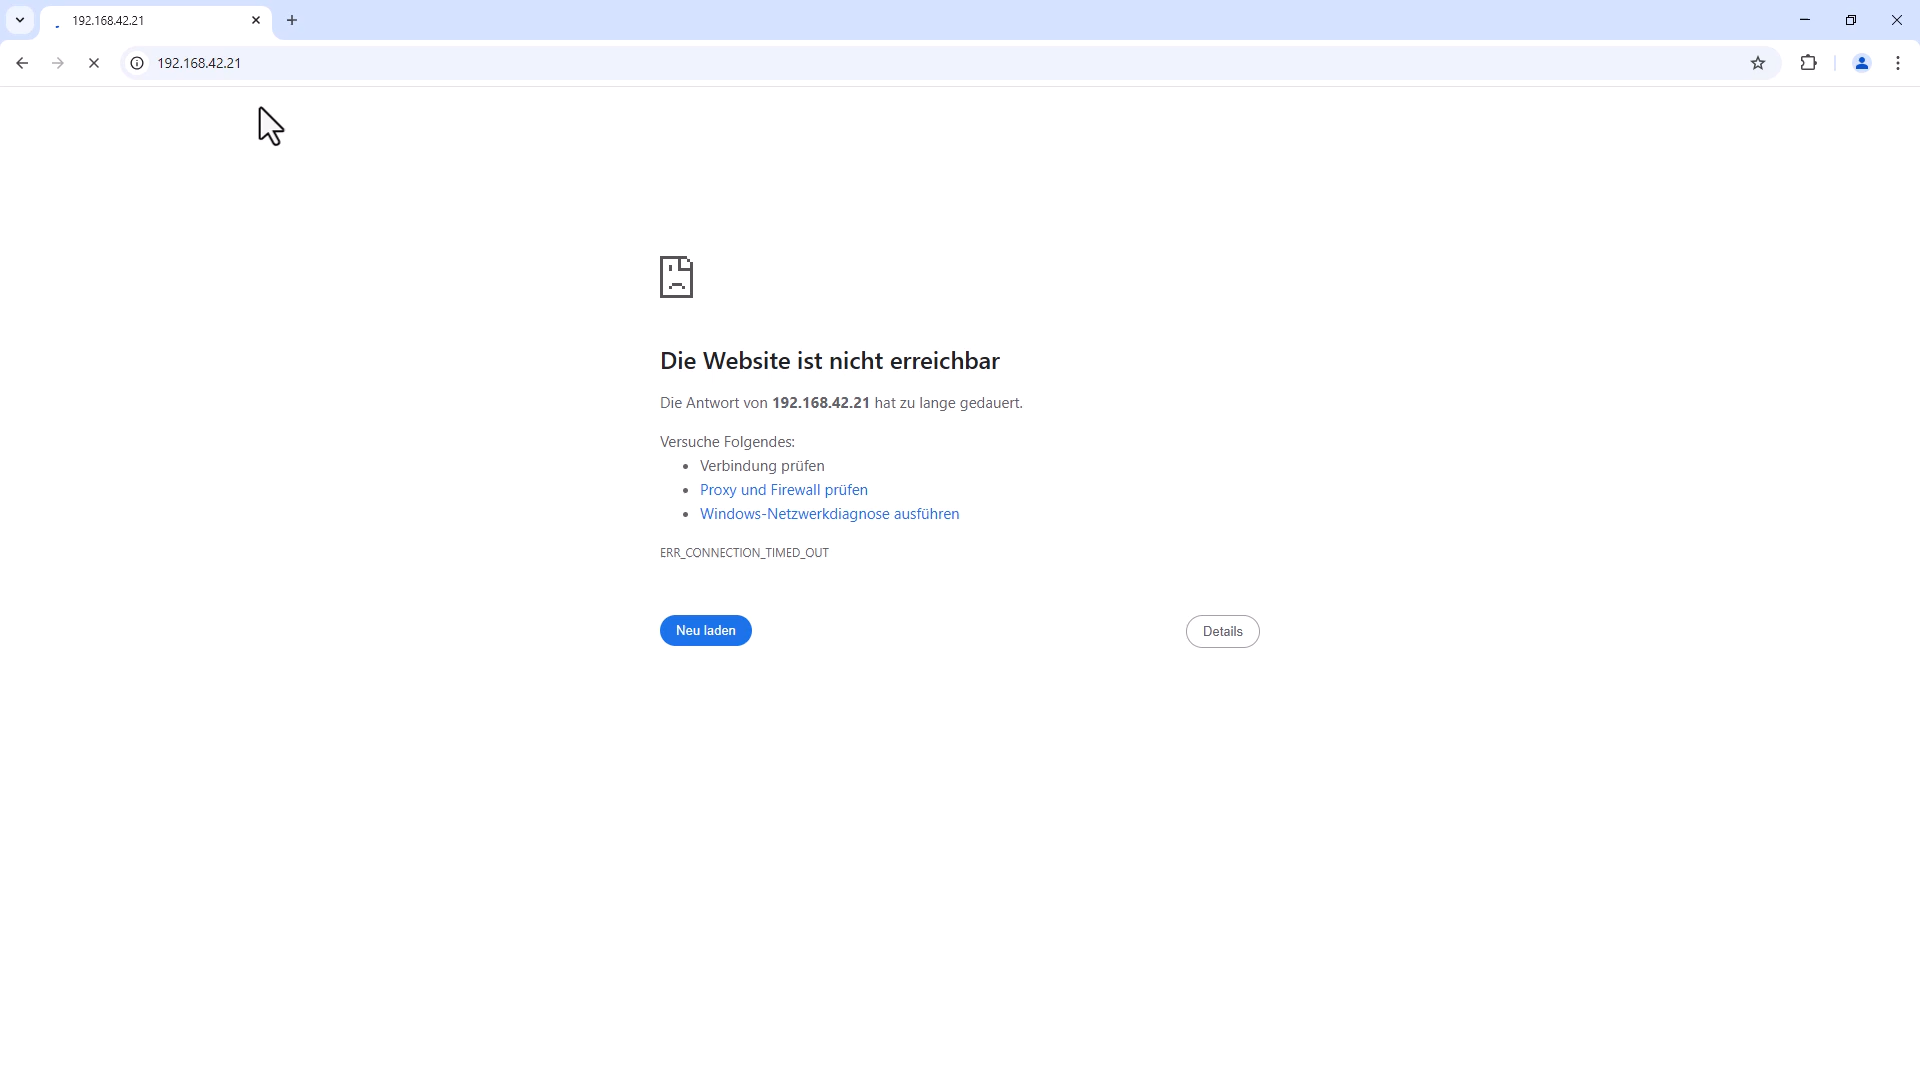 192.168.42.21
192.168.42.21
Die Website ist nicht erreichbar
Die Antwort von 192.168.42.21 hat zu lange gedauert.
Versuche Folgendes:
Verbindung prüfen
Proxy und Firewall prüfen
Windows-Netzwerkdiagnose ausführen
ERR_CONNECTION_TIMED_OUT
Neu laden
Details